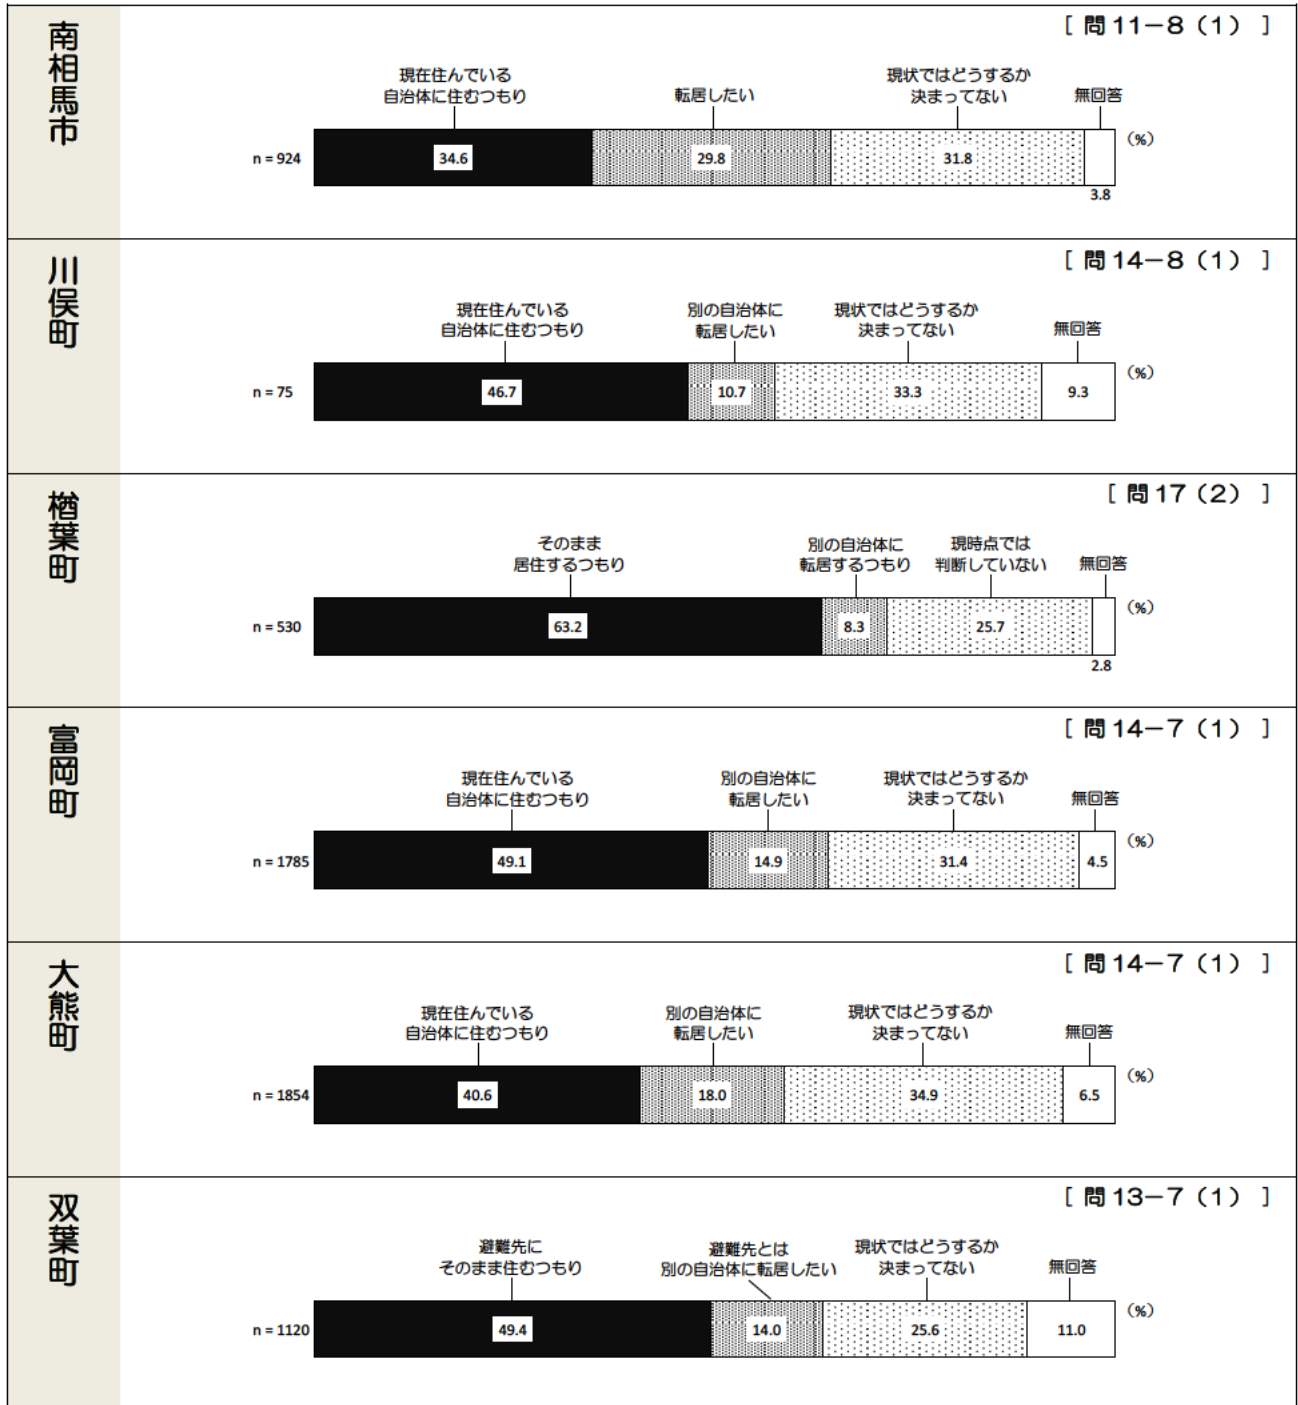 南相馬市
[ 問11－8（1） ]
現在住んでいる
自治体に住むつもり
転居したい
現状ではどうするか
決まってない
無回答
n = 924
34.6
29.8
31.8
(%)
3.8
川俣町
[ 問14－8（1） ]
現在住んでいる
自治体に住むつもり
別の自治体に
転居したい
現状ではどうするか
決まってない
無回答
n = 75
46.7
10.7
33.3
9.3
(%)
楢葉町
[ 問17（2） ]
そのまま
居住するつもり
別の自治体に
転居するつもり
現時点では
判断していない
無回答
n = 530
63.2
8.3
25.7
(%)
2.8
富岡町
[ 問14－7（1） ]
現在住んでいる
自治体に住むつもり
別の自治体に
転居したい
現状ではどうするか
決まってない
無回答
n = 1785
49.1
14.9
31.4
4.5
(%)
大熊町
[ 問14－7（1） ]
現在住んでいる
自治体に住むつもり
別の自治体に
転居したい
現状ではどうするか
決まってない
無回答
n = 1854
40.6
18.0
34.9
6.5
(%)
双葉町
[ 問13－7（1） ]
避難先に
そのまま住むつもり
避難先とは
別の自治体に転居したい
現状ではどうするか
決まってない
無回答
n = 1120
49.4
14.0
25.6
11.0
(%)